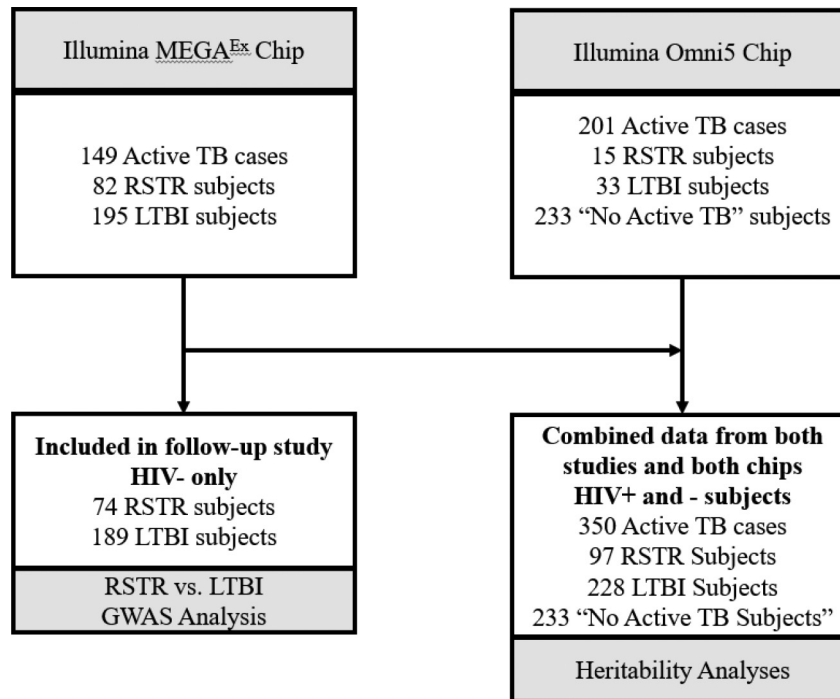 Illumina MEGA^Ex Chip
149 Active TB cases
82 RSTR subjects
195 LTBI subjects
Illumina Omni5 Chip
201 Active TB cases
15 RSTR subjects
33 LTBI subjects
233 “No Active TB” subjects
Included in follow-up study
HIV- only
74 RSTR subjects
189 LTBI subjects
RSTR vs. LTBI
GWAS Analysis
Combined data from both
studies and both chips
HIV+ and - subjects
350 Active TB cases
97 RSTR Subjects
228 LTBI Subjects
233 “No Active TB Subjects”
Heritability Analyses